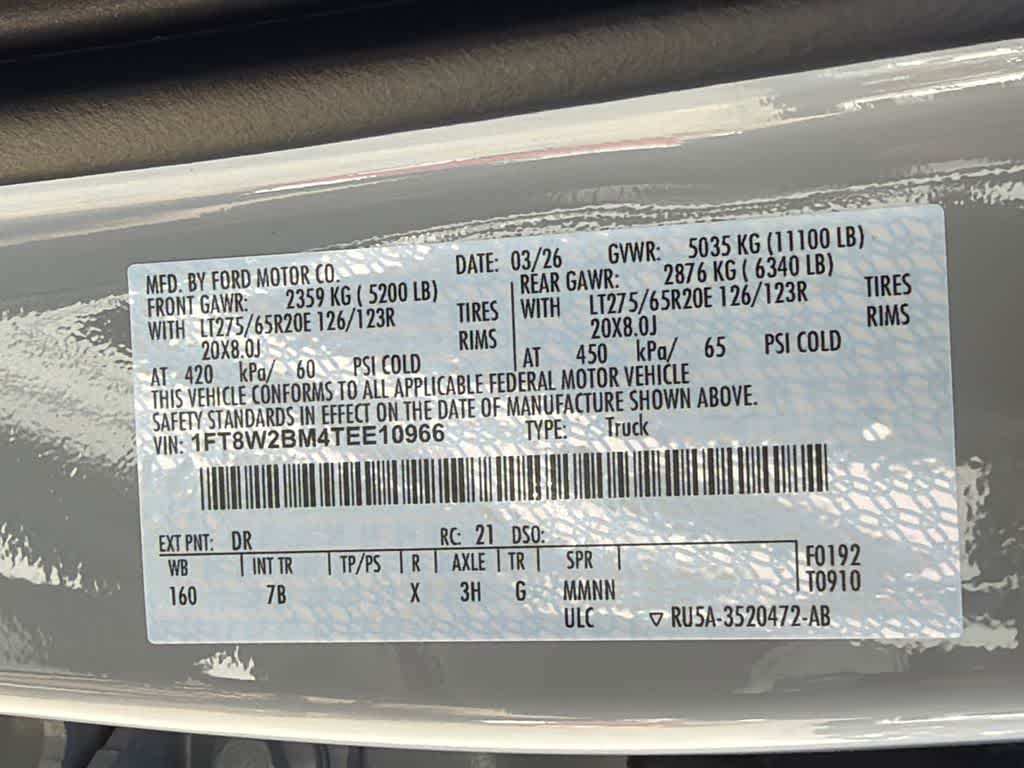 MFD. BY FORD MOTOR CO. DATE: 03/26 GVWR: 5035 KG (11100 LB)
FRONT GAWR: 2359 KG ( 5200 LB) REAR GAWR: 2876 KG ( 6340 LB)
WITH LT275/65R20E 126/123R TIRES WITH LT275/65R20E 126/123R TIRES
20X8.0J RIMS 20X8.0J RIMS
AT 420 kPa/ 60 PSI COLD AT 450 kPa/ 65 PSI COLD
THIS VEHICLE CONFORMS TO ALL APPLICABLE FEDERAL MOTOR VEHICLE
SAFETY STANDARDS IN EFFECT ON THE DATE OF MANUFACTURE SHOWN ABOVE.
VIN: 1FT8W2BM4TEE10966 TYPE: Truck
EXT PNT: DR RC: 21 DSO:
WB INT TR TP/PS R AXLE TR SPR F0192
160 7B X 3H G MMNN T0910
ULC ▽ RU5A-3520472-AB